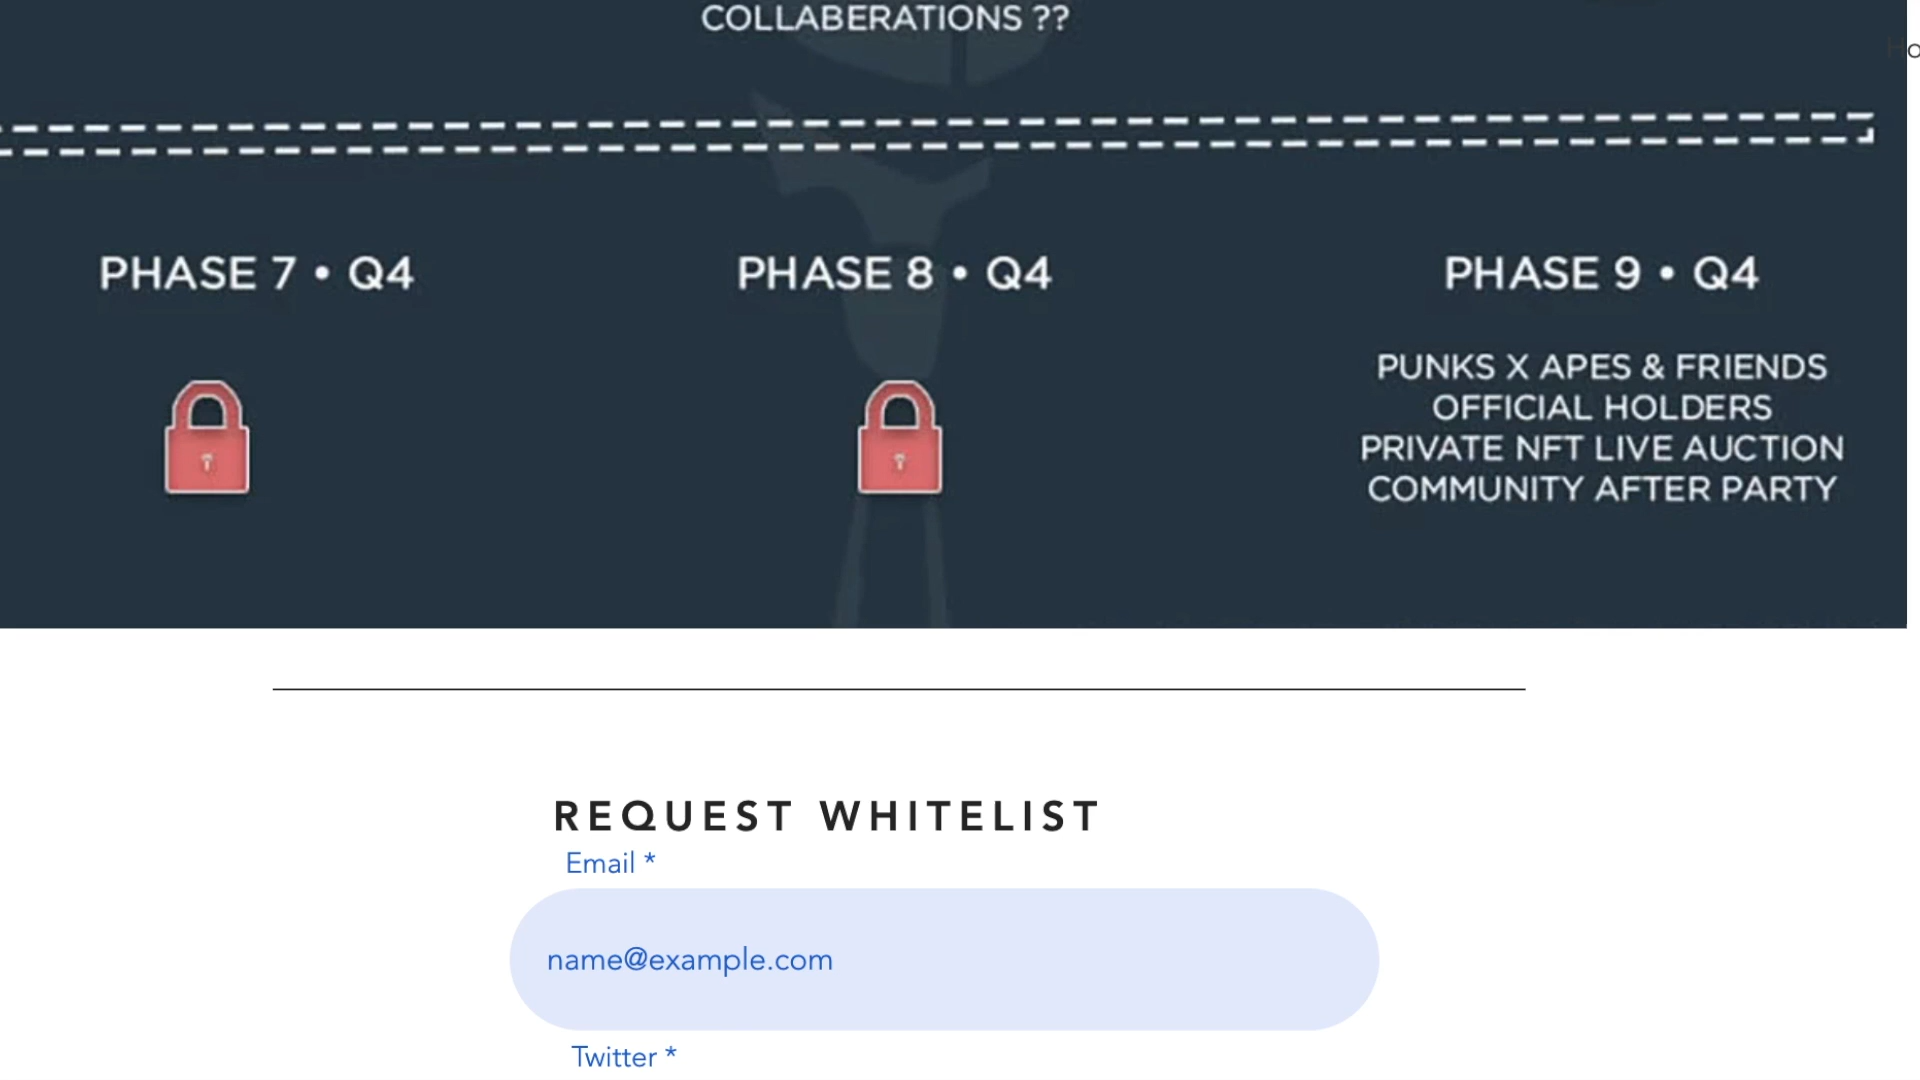 COLLABERATIONS ??
PHASE 7 • Q4
PHASE 8 • Q4
PHASE 9 • Q4
PUNKS X APES & FRIENDS
OFFICIAL HOLDERS
PRIVATE NFT LIVE AUCTION
COMMUNITY AFTER PARTY
REQUEST WHITELIST
Email *
name@example.com
Twitter *